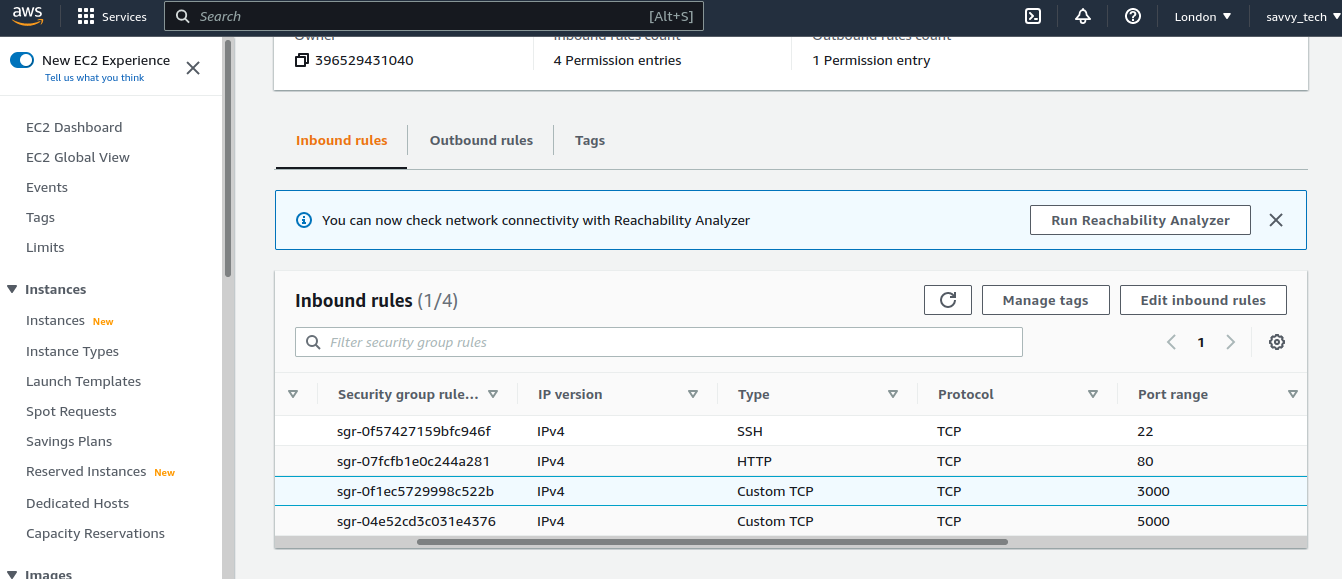 aws
Services
Search
[Alt+S]
London
savvy_tech
New EC2 Experience
Tell us what you think
EC2 Dashboard
EC2 Global View
Events
Tags
Limits
Instances
Instances New
Instance Types
Launch Templates
Spot Requests
Savings Plans
Reserved Instances New
Dedicated Hosts
Capacity Reservations
Images
Owner
Inbound rules count
Outbound rules count
396529431040
4 Permission entries
1 Permission entry
Inbound rules
Outbound rules
Tags
You can now check network connectivity with Reachability Analyzer
Run Reachability Analyzer
Inbound rules (1/4)
Manage tags
Edit inbound rules
Filter security group rules
1
Security group rule... IP version Type Protocol Port range
sgr-0f57427159bfc946f IPv4 SSH TCP 22
sgr-07fcfb1e0c244a281 IPv4 HTTP TCP 80
sgr-0f1ec5729998c522b IPv4 Custom TCP TCP 3000
sgr-04e52cd3c031e4376 IPv4 Custom TCP TCP 5000